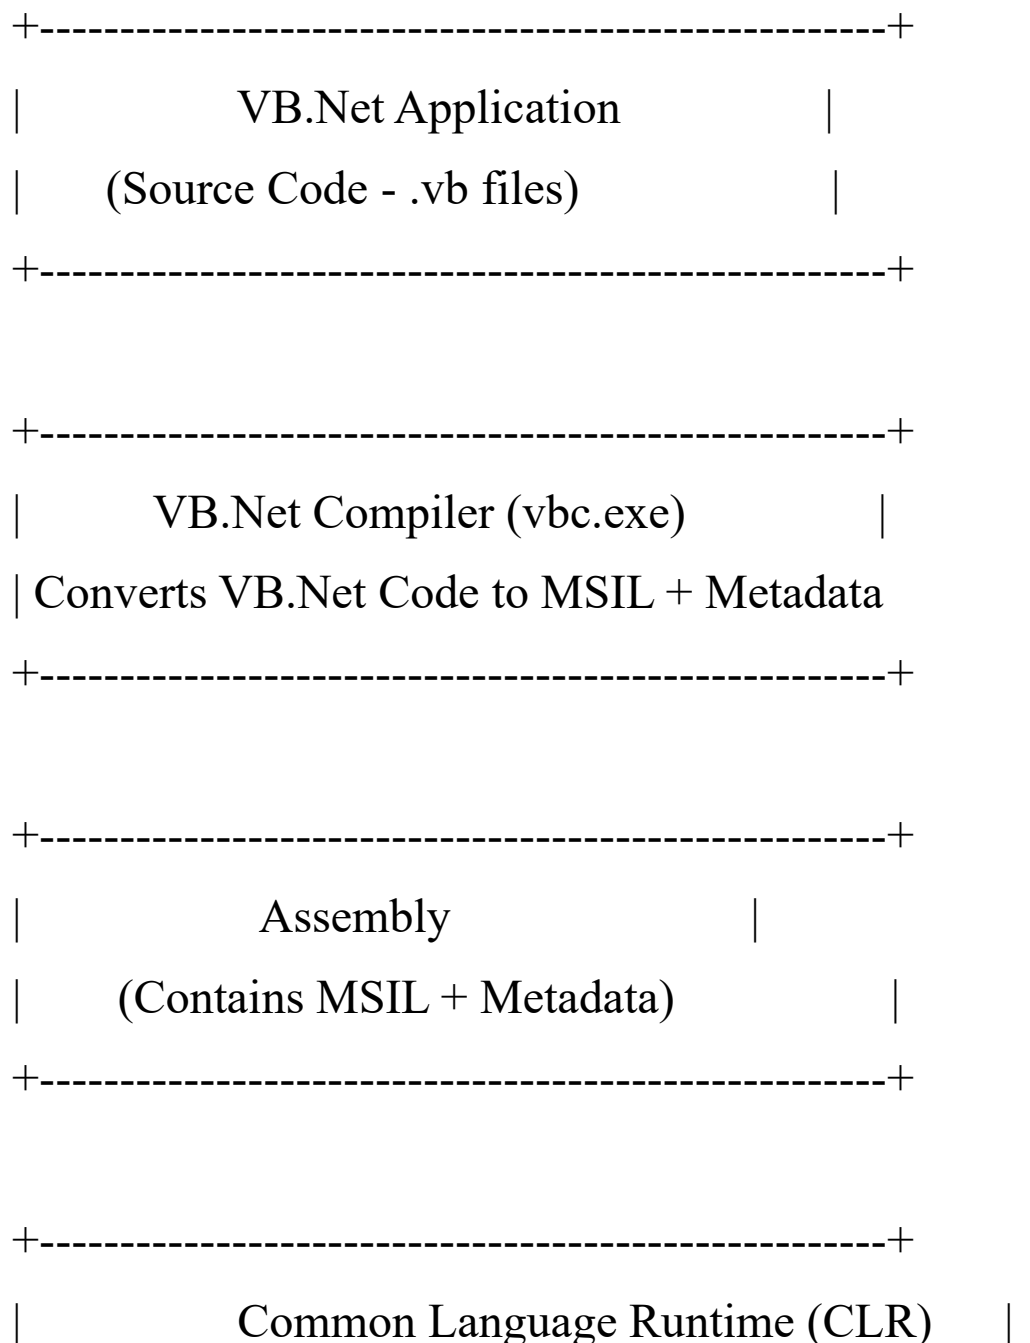 +-----------------------------------------------------+
| VB.Net Application |
| (Source Code - .vb files) |
+-----------------------------------------------------+
+-----------------------------------------------------+
| VB.Net Compiler (vbc.exe) |
| Converts VB.Net Code to MSIL + Metadata
+-----------------------------------------------------+
+-----------------------------------------------------+
| Assembly |
| (Contains MSIL + Metadata) |
+-----------------------------------------------------+
+-----------------------------------------------------+
| Common Language Runtime (CLR) |